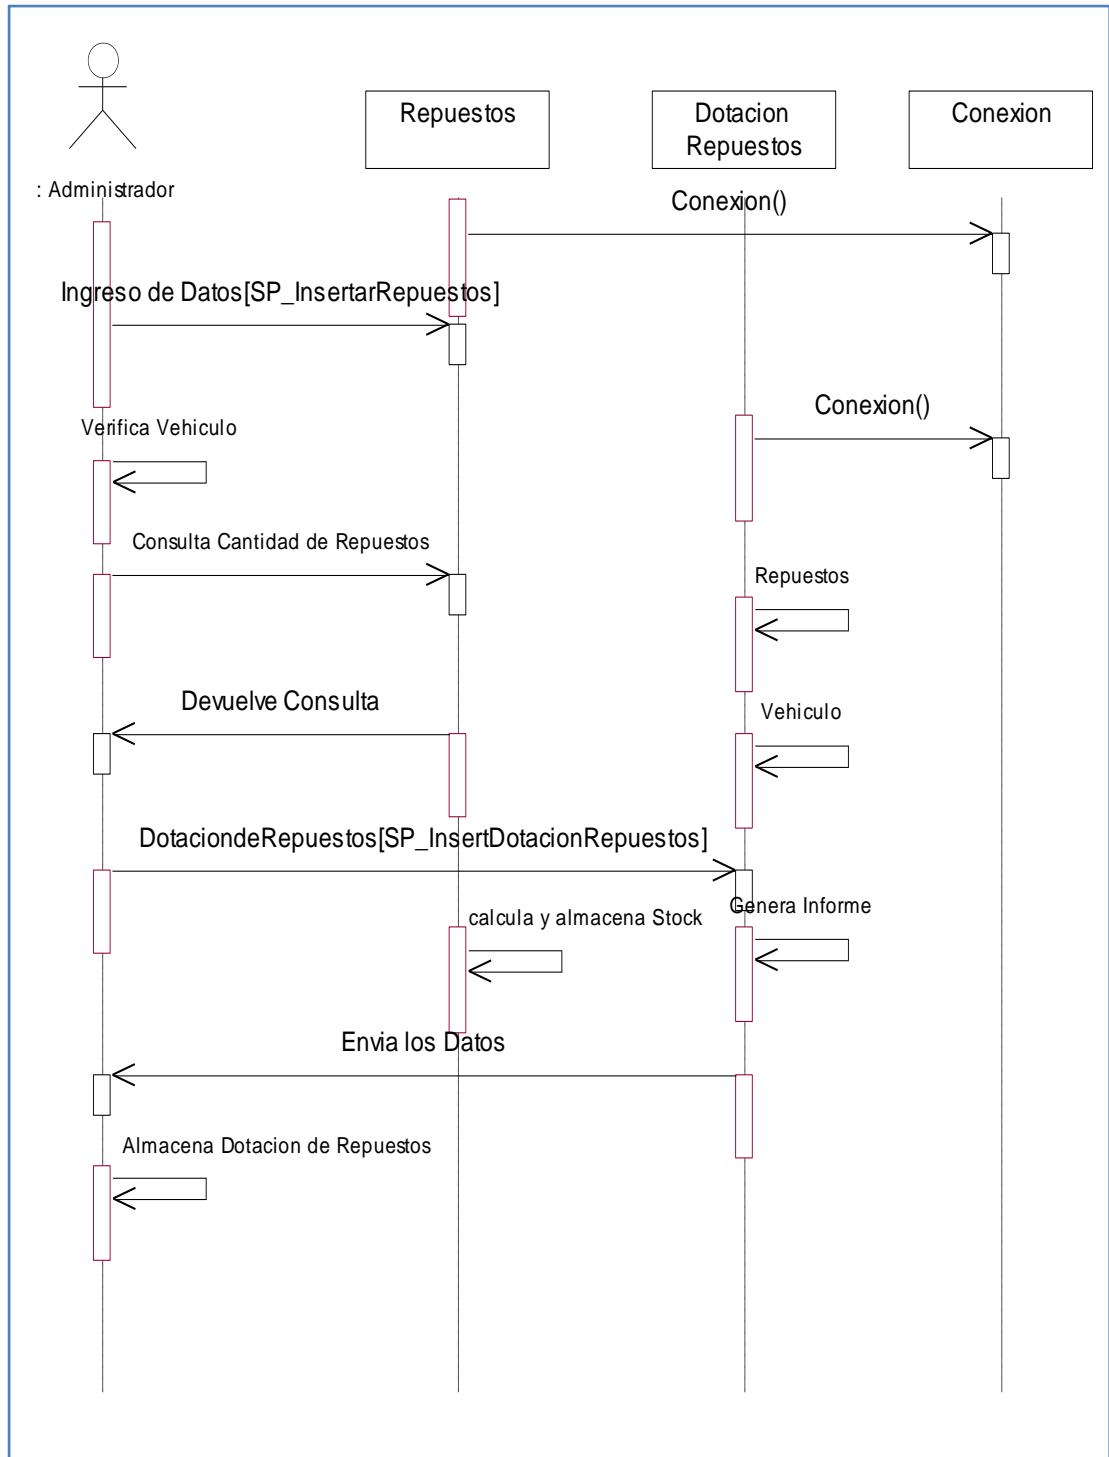 Repuestos
Dotacion
Repuestos
Conexion
: Administrador
Conexion()
Ingreso de Datos[SP_InsertarRepuestos]
Conexion()
Verifica Vehiculo
Consulta Cantidad de Repuestos
Repuestos
Devuelve Consulta
Vehiculo
DotaciondeRepuestos[SP_InsertDotacionRepuestos]
Genera Informe
calcula y almacena Stock
Envia los Datos
Almacena Dotacion de Repuestos